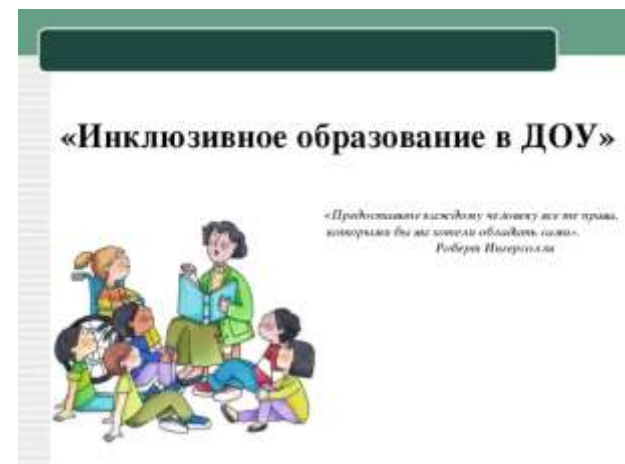 «Инклюзивное образование в ДОУ»
«Предоставьте каждому человеку все те права,
которыми бы вы хотели обладать сами».
Роберт Ингерсолл